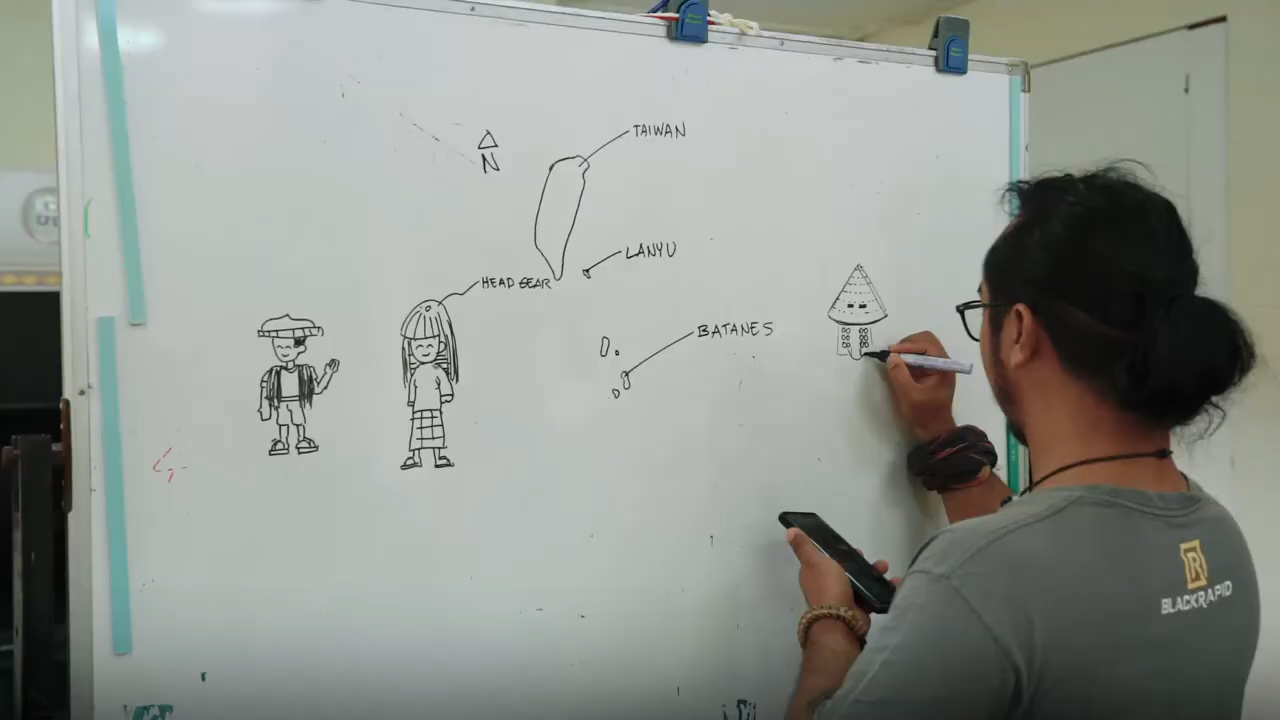 TAIWAN
N
LANYU
HEAD GEAR
BATANES
R
BLACKRAPID